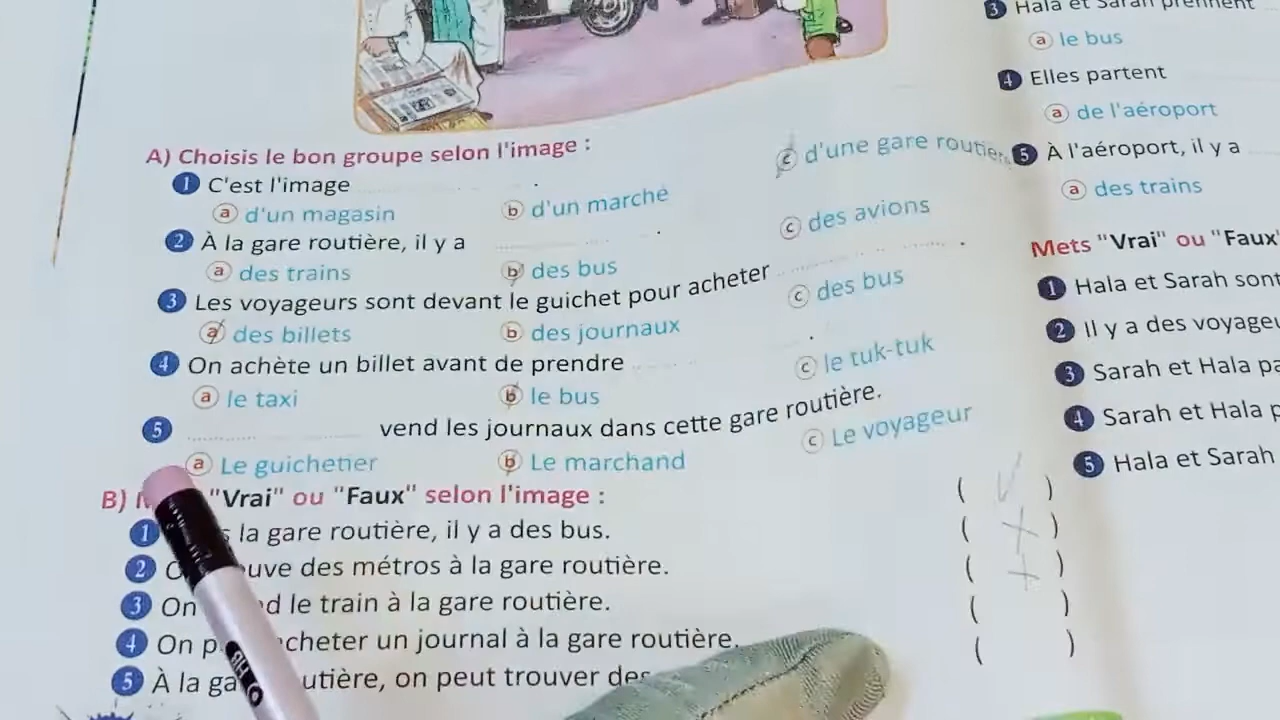 A) Choisis le bon groupe selon l'image :
1 C'est l'image ............ .
a d'un magasin b d'un marché c d'une gare routière
2 À la gare routière, il y a ............ .
a des trains b des bus c des avions
3 Les voyageurs sont devant le guichet pour acheter ............ .
a des billets b des journaux c des bus
4 On achète un billet avant de prendre ............ .
a le taxi b le bus c le tuk-tuk
5 ............ vend les journaux dans cette gare routière.
a Le guichetier b Le marchand c Le voyageur
B) "Vrai" ou "Faux" selon l'image :
1 la gare routière, il y a des bus. ( ✓ )
2 des métros à la gare routière. ( + )
3 On le train à la gare routière. ( + )
4 On acheter un journal à la gare routière. ( )
5 À la routière, on peut trouver des ( )
3 Hala et Sarah prennent
a le bus
4 Elles partent
a de l'aéroport
5 À l'aéroport, il y a
a des trains
Mets "Vrai" ou "Faux"
1 Hala et Sarah sont
2 Il y a des
3 Sarah et Hala
4 Sarah et Hala
5 Hala et Sarah
HB